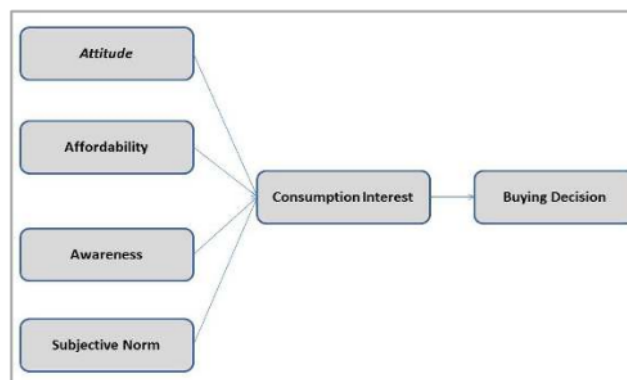 Attitude
Affordability
Consumption Interest
Buying Decision
Awareness
Subjective Norm